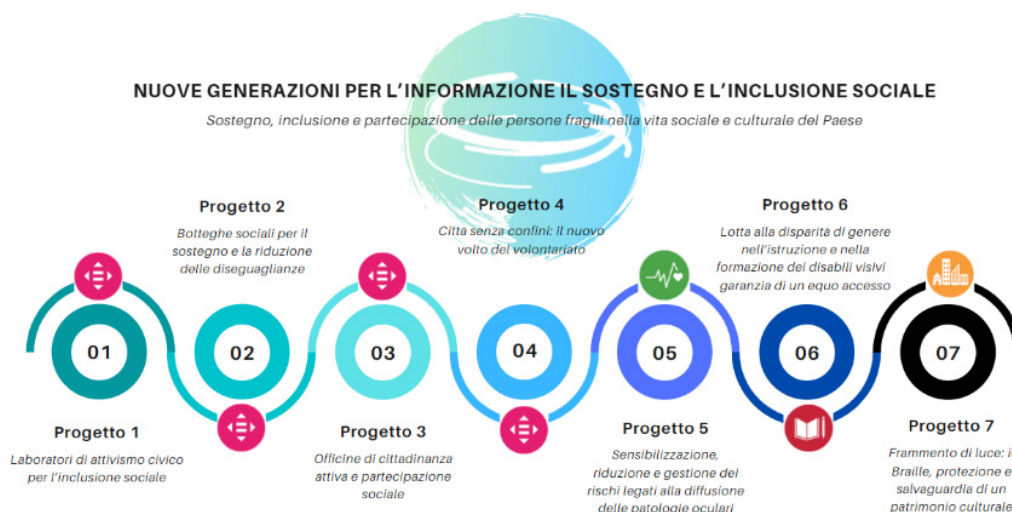 NUOVE GENERAZIONI PER L'INFORMAZIONE IL SOSTEGNO E L'INCLUSIONE SOCIALE
Sostegno, inclusione e partecipazione delle persone fragili nella vita sociale e culturale del Paese
Progetto 2
Botteghe sociali per il
sostegno e la riduzione
delle diseguaglianze
Progetto 4
Città senza confini: il nuovo
volto del volontariato
Progetto 6
Lotta alla disparità di genere
nell'istruzione e nella
formazione dei disabili visivi
garanzia di un equo accesso
01
02
03
04
05
06
07
Progetto 1
Laboratori di attivismo civico
per l'inclusione sociale
Progetto 3
Officine di cittadinanza
attiva e partecipazione
sociale
Progetto 5
Sensibilizzazione,
riduzione e gestione dei
rischi legati alla diffusione
delle patologie oculari
Progetto 7
Frammento di luce: il
Braille, protezione e
salvaguardia di un
patrimonio culturale